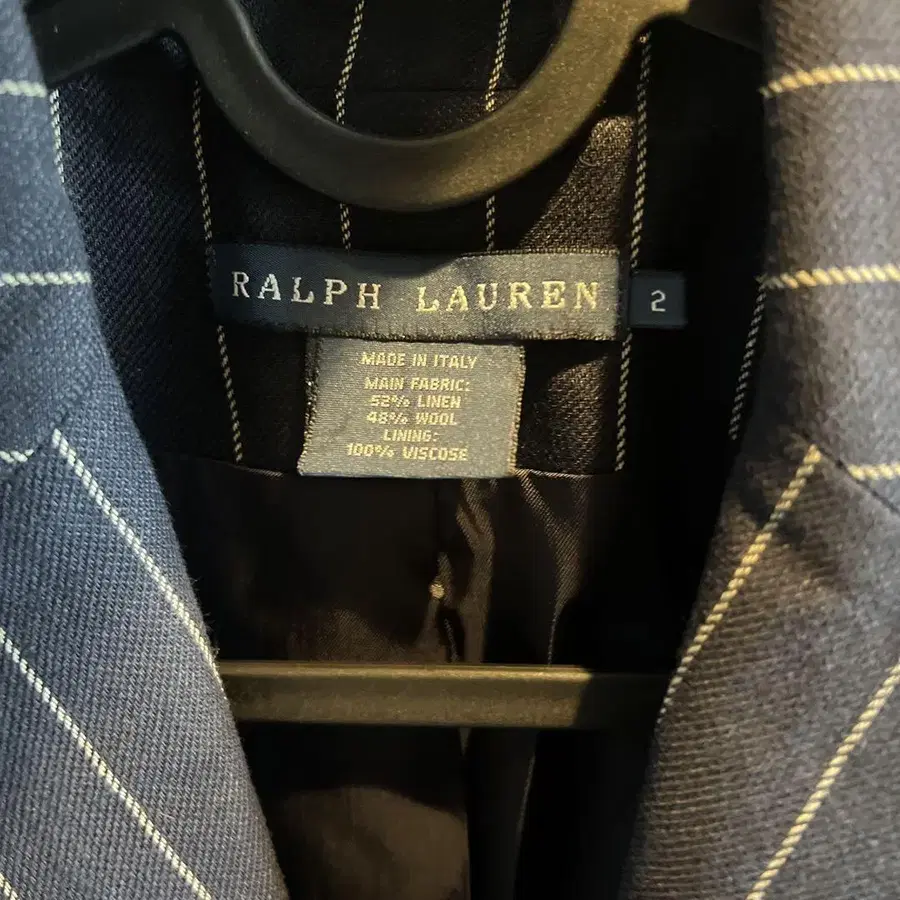 RALPH LAUREN
2
MADE IN ITALY
MAIN FABRIC:
52% LINEN
48% WOOL
LINING:
100% VISCOSE